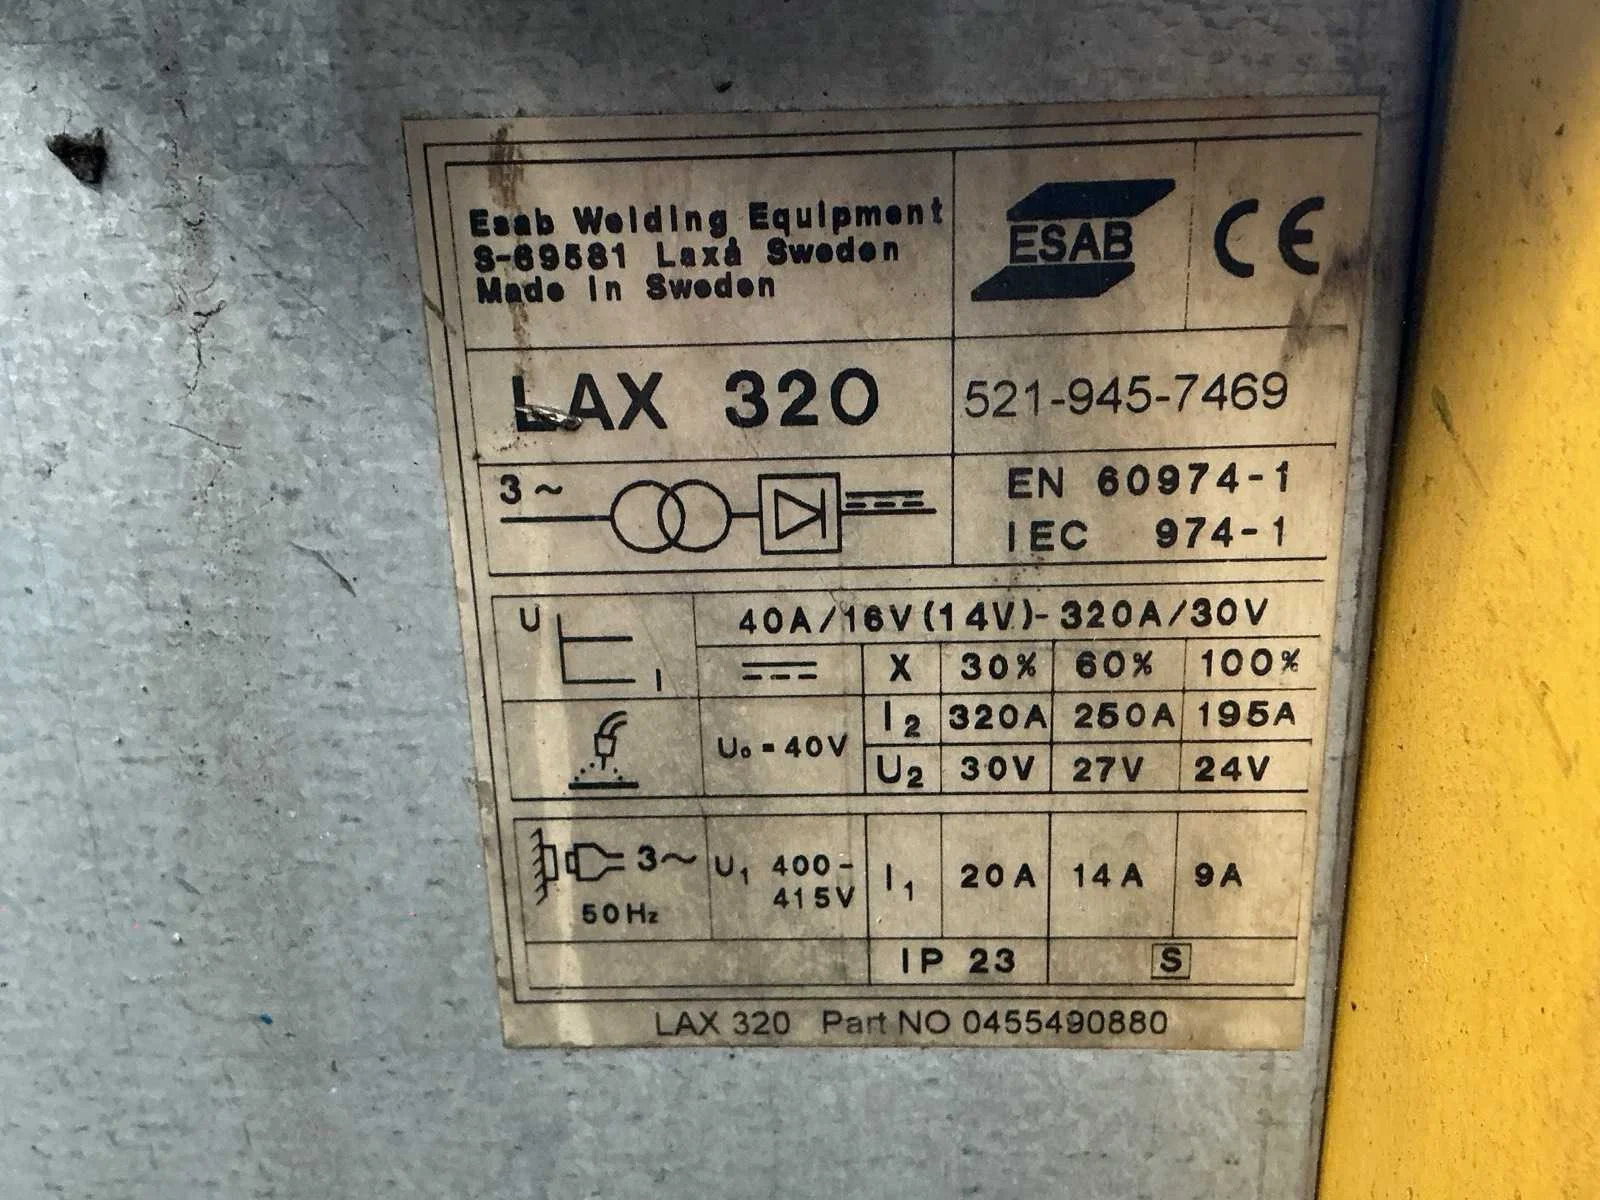 Esab Welding Equipment
S-69581 Laxå Sweden
Made in Sweden
ESAB
CE
LAX 320
521-945-7469
3~
EN 60974-1
IEC 974-1
U
I
40A/16V(14V)-320A/30V
X 30% 60% 100%
U₀=40V
I₂ 320A 250A 195A
U₂ 30V 27V 24V
3~
50Hz
U₁ 400-
415V
I₁ 20A 14A 9A
IP 23
S
LAX 320 Part NO 0455490880